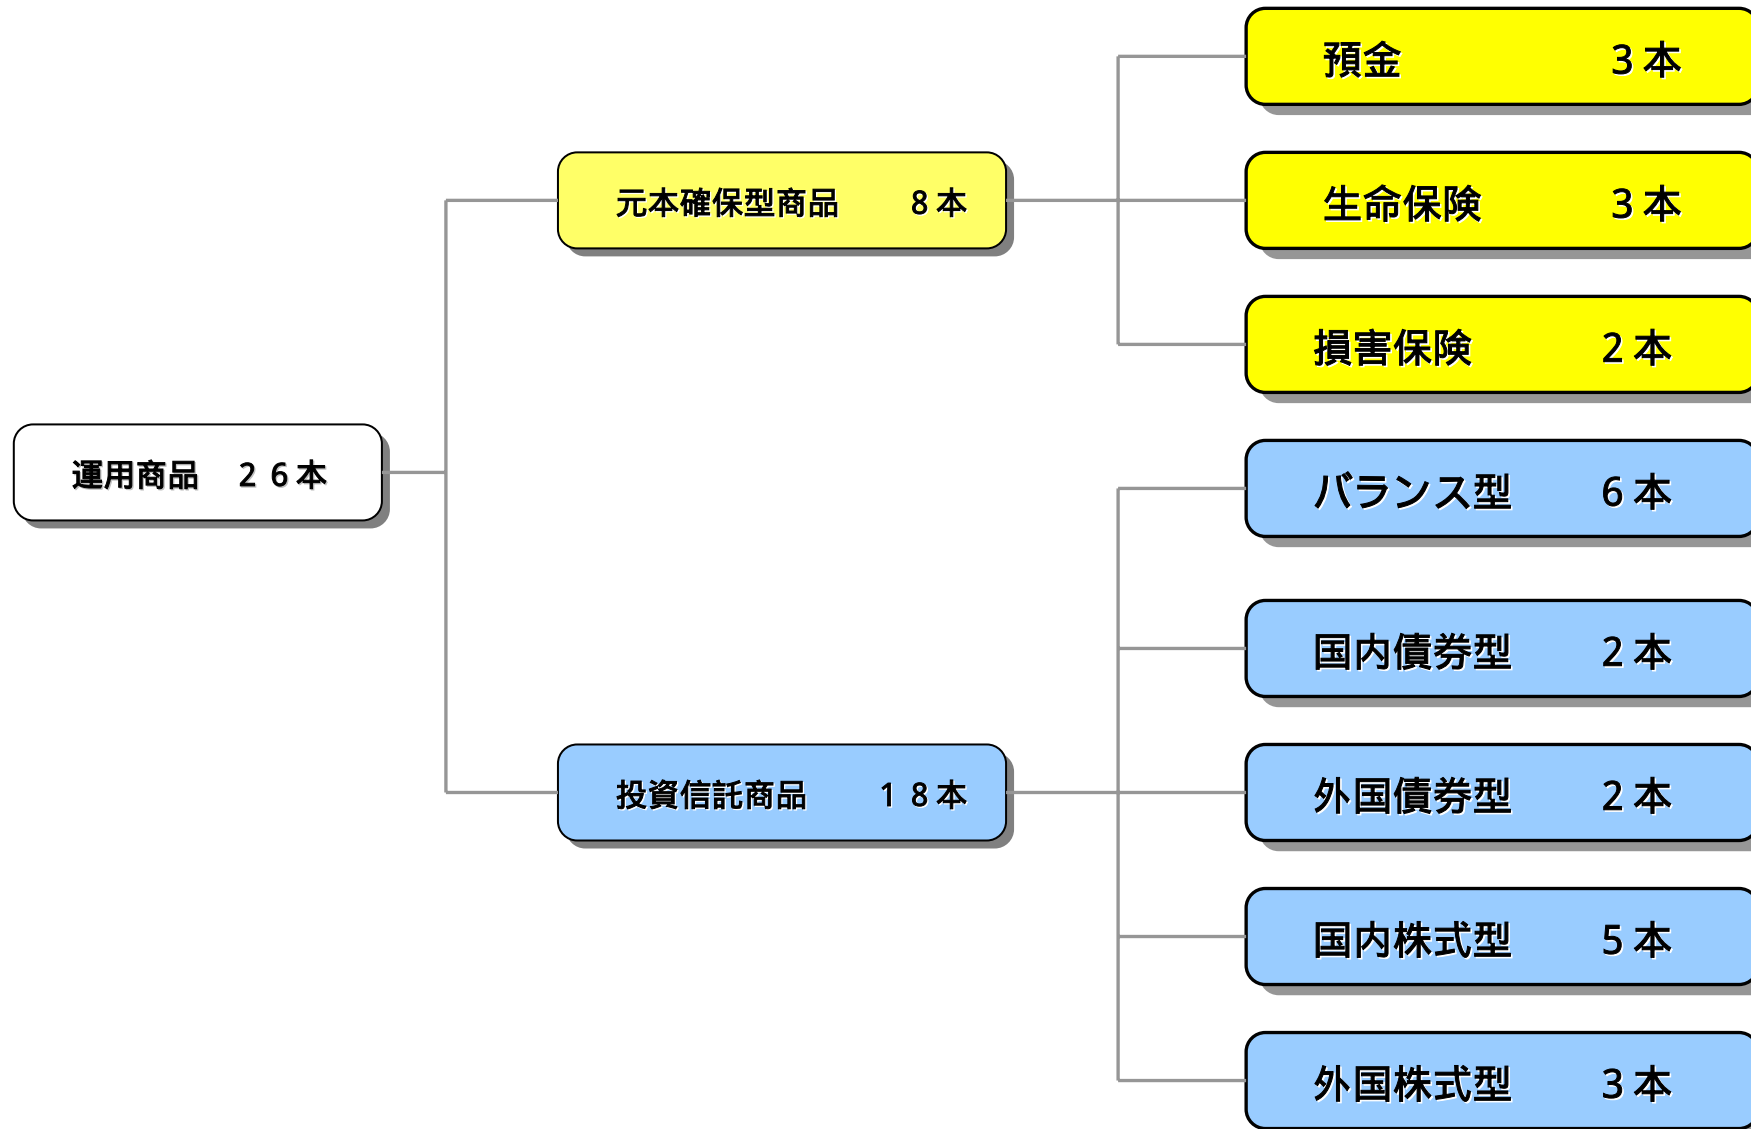 預金　　　　　３本
元本確保型商品　　８本
生命保険　　　３本
損害保険　　　２本
運用商品　２６本
バランス型　　６本
国内債券型　　２本
投資信託商品　　１８本
外国債券型　　２本
国内株式型　　５本
外国株式型　　３本